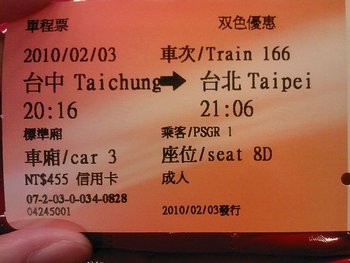 單程票 双色優惠
2010/02/03 車次/Train 166
台中 Taichung➡台北 Taipei
20:16 21:06
標準廂 乘客/PSGR 1
車廂/car 3 座位/seat 8D
NT$455 信用卡 成人
07-2-03-0-034-0828
04245001 2010/02/03發行